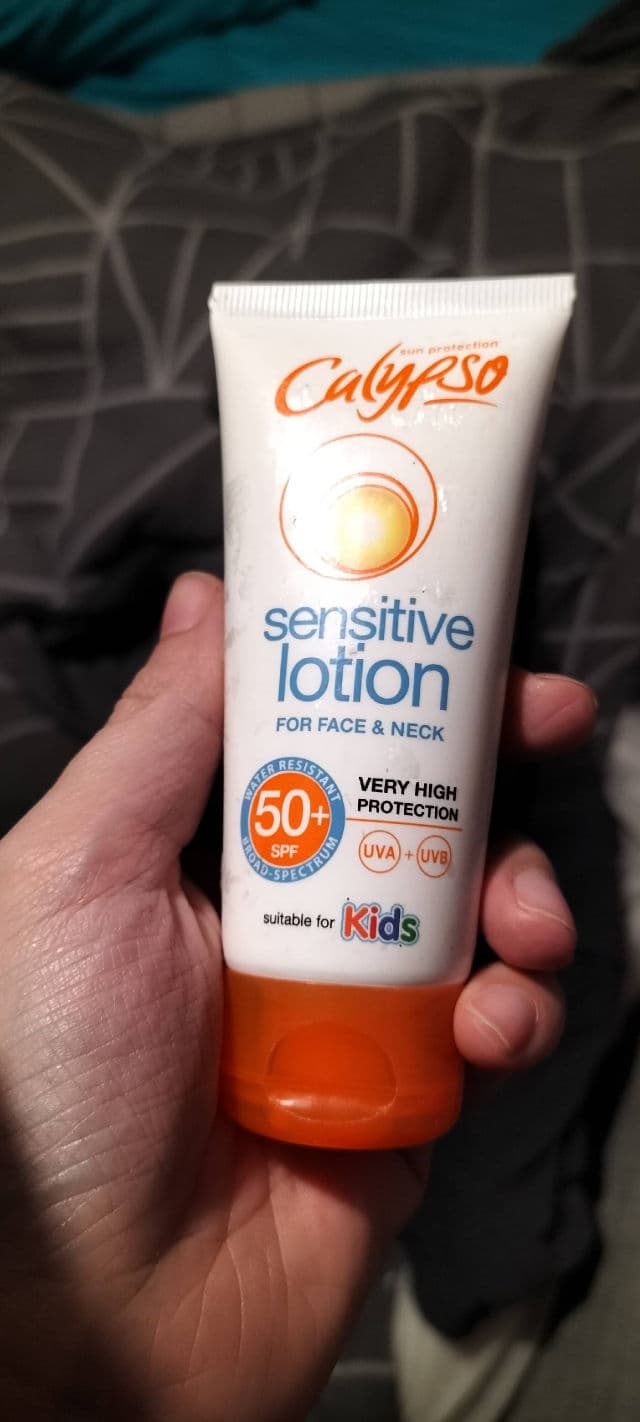 sun protection
Calypso
sensitive
lotion
FOR FACE & NECK
WATER RESISTANT
50+
SPF
BROAD-SPECTRUM
VERY HIGH
PROTECTION
UVA + UVB
suitable for Kids